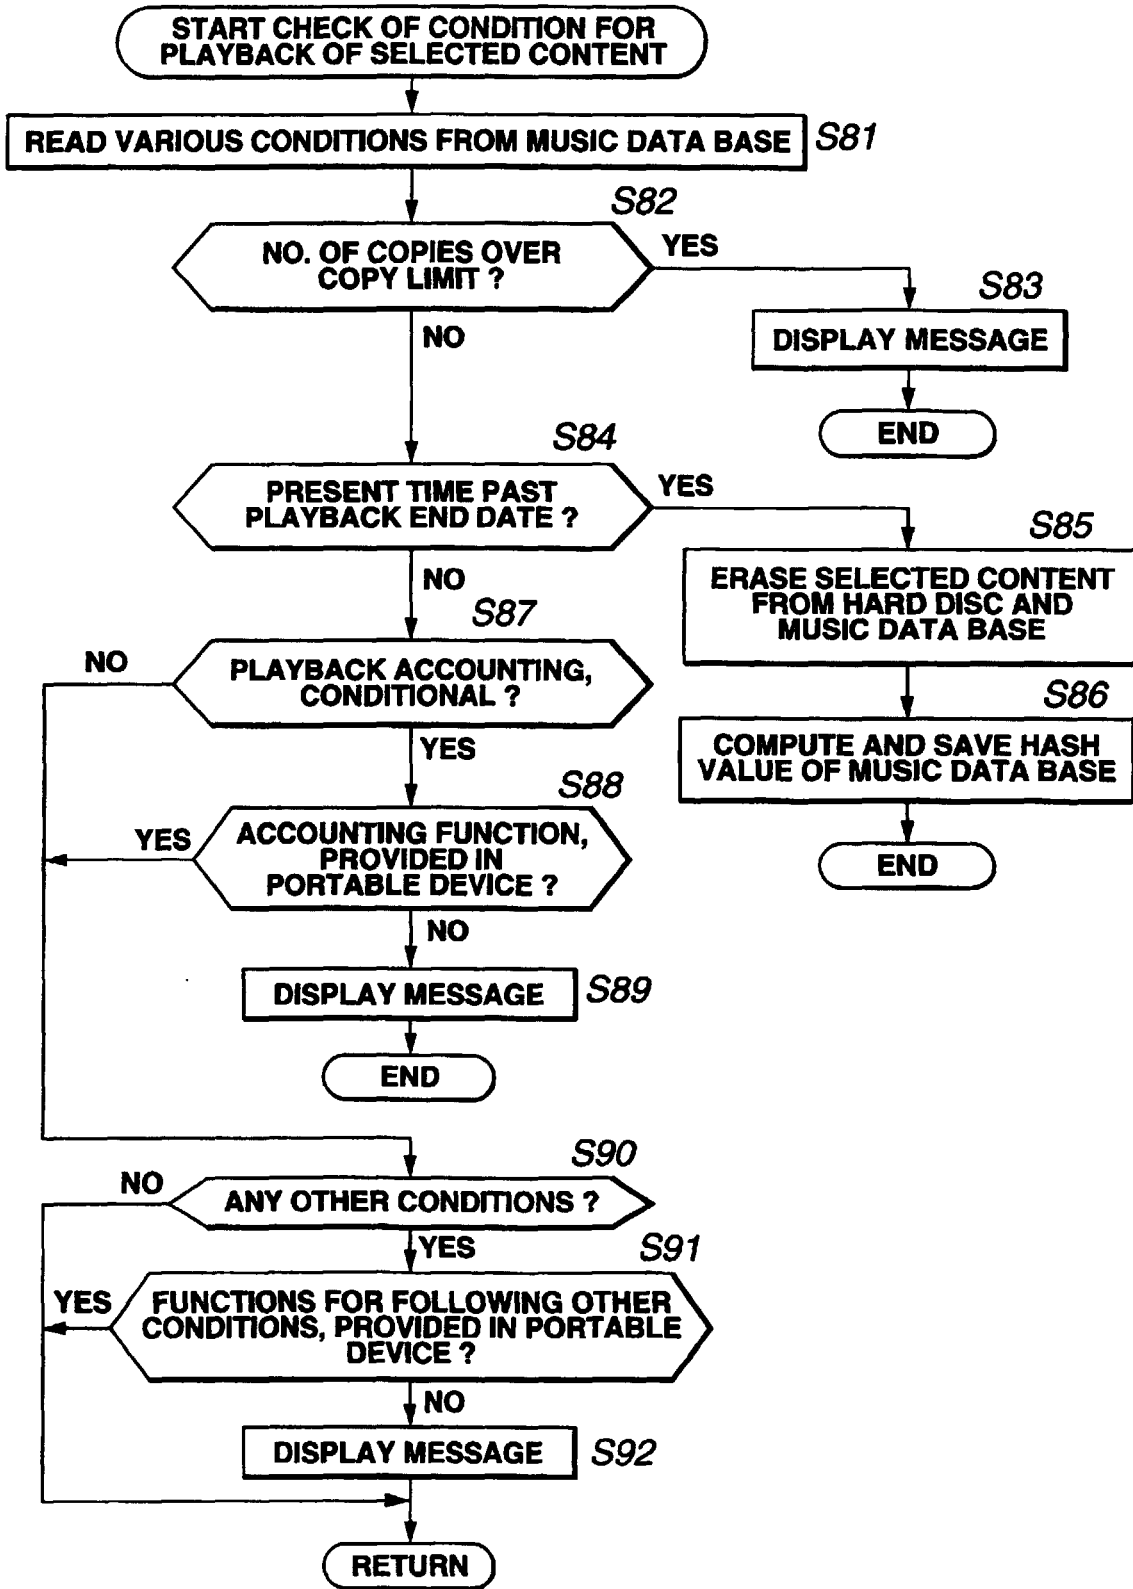 START CHECK OF CONDITION FOR
PLAYBACK OF SELECTED CONTENT
READ VARIOUS CONDITIONS FROM MUSIC DATA BASE
S81
S82
NO. OF COPIES OVER
COPY LIMIT ?
YES
NO
S83
DISPLAY MESSAGE
END
S84
PRESENT TIME PAST
PLAYBACK END DATE ?
YES
NO
S85
ERASE SELECTED CONTENT
FROM HARD DISC AND
MUSIC DATA BASE
S86
COMPUTE AND SAVE HASH
VALUE OF MUSIC DATA BASE
END
S87
NO
PLAYBACK ACCOUNTING,
CONDITIONAL ?
YES
S88
YES
ACCOUNTING FUNCTION,
PROVIDED IN
PORTABLE DEVICE ?
NO
DISPLAY MESSAGE
S89
END
S90
NO
ANY OTHER CONDITIONS ?
YES
S91
YES
FUNCTIONS FOR FOLLOWING OTHER
CONDITIONS, PROVIDED IN PORTABLE
DEVICE ?
NO
DISPLAY MESSAGE
S92
RETURN